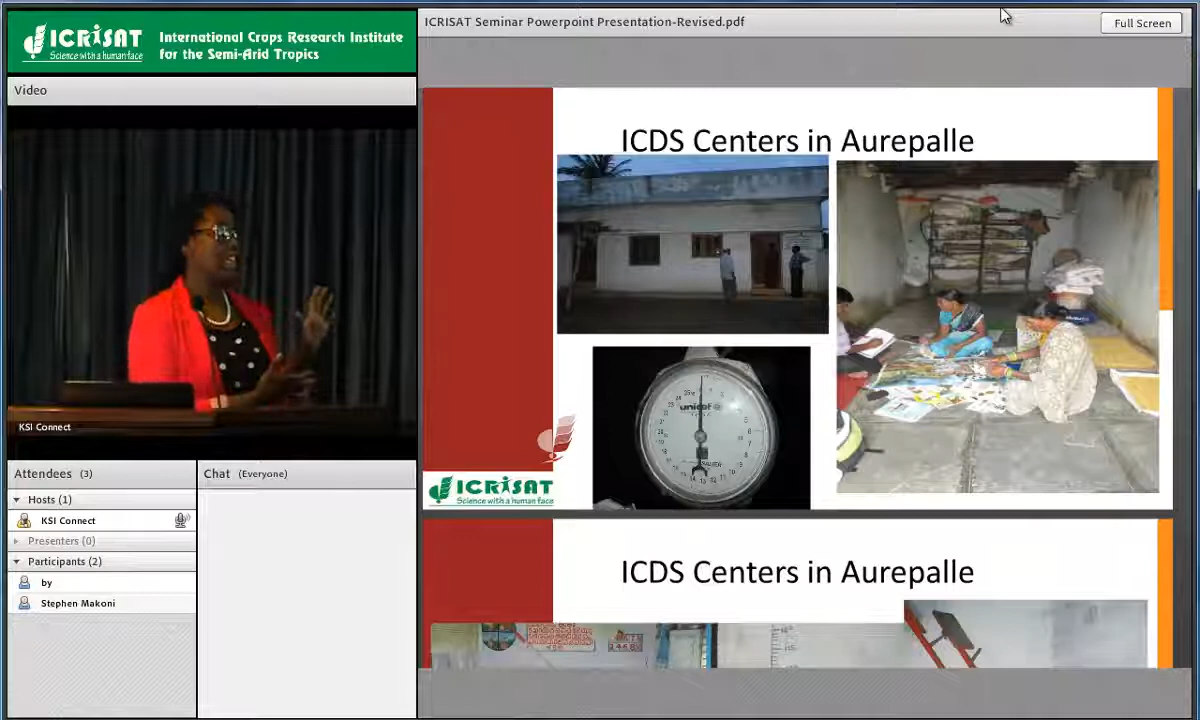 ICRISAT
Science with a human face
International Crops Research Institute
for the Semi-Arid Tropics
ICRISAT Seminar Powerpoint Presentation-Revised.pdf
Full Screen
Video
KSI Connect
Attendees (3)
Hosts (1)
KSI Connect
Presenters (0)
Participants (2)
by
Stephen Makoni
Chat (Everyone)
ICDS Centers in Aurepalle
unicef
ICRISAT
Science with a human face
ICDS Centers in Aurepalle